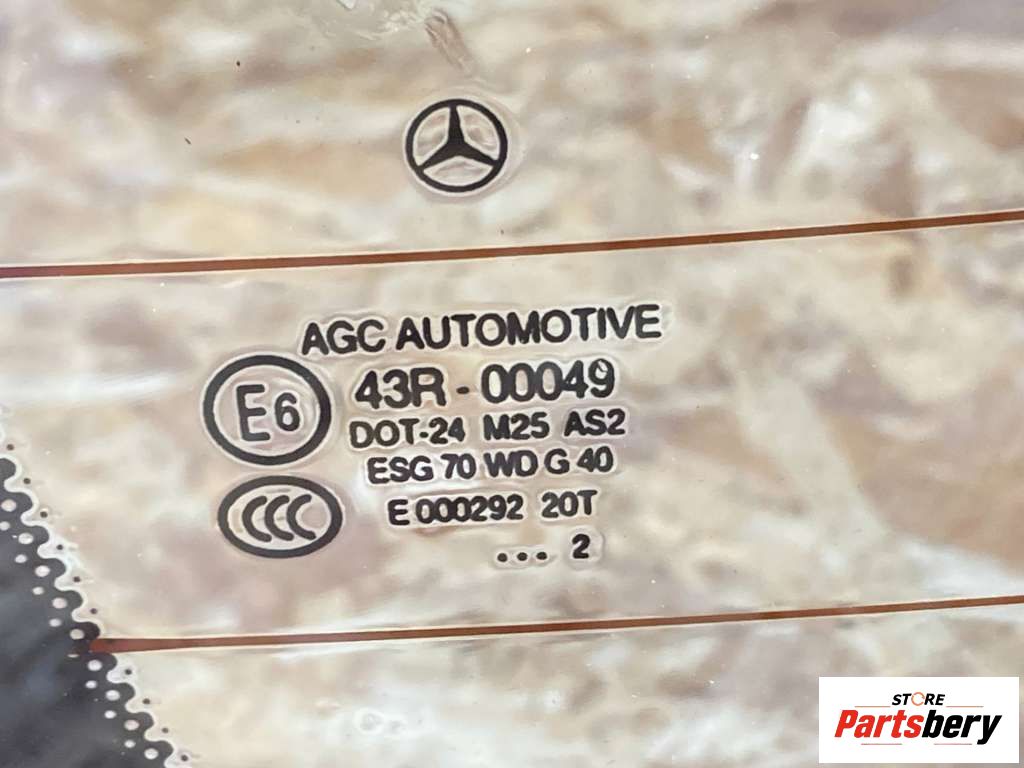 AGC AUTOMOTIVE
E6
43R - 00049
DOT-24 M25 AS2
ESG 70 WD G 40
CCC
E 000292 20T
... 2
STORE
Partsbery